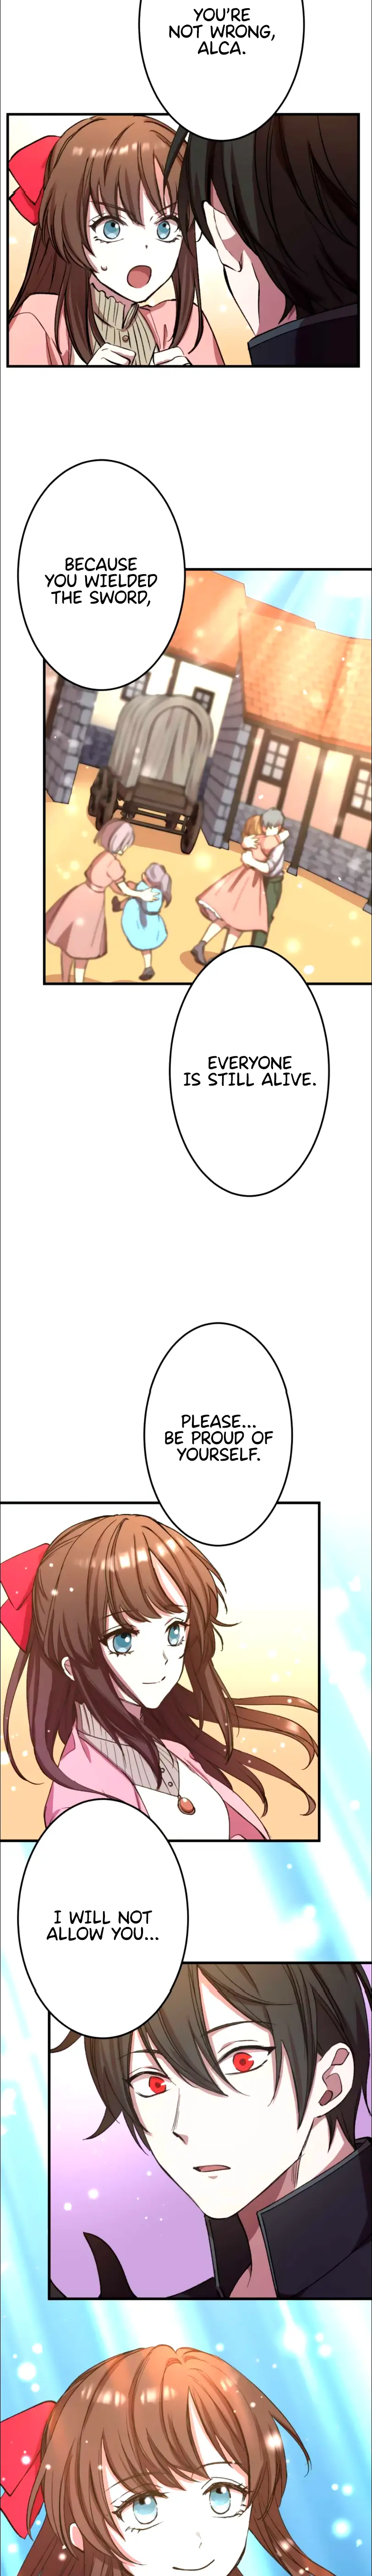 YOU'RE
NOT WRONG,
ALCA.
BECAUSE
YOU WIELDED
THE SWORD,
EVERYONE
IS STILL ALIVE.
PLEASE...
BE PROUD OF
YOURSELF.
I WILL NOT
ALLOW YOU...